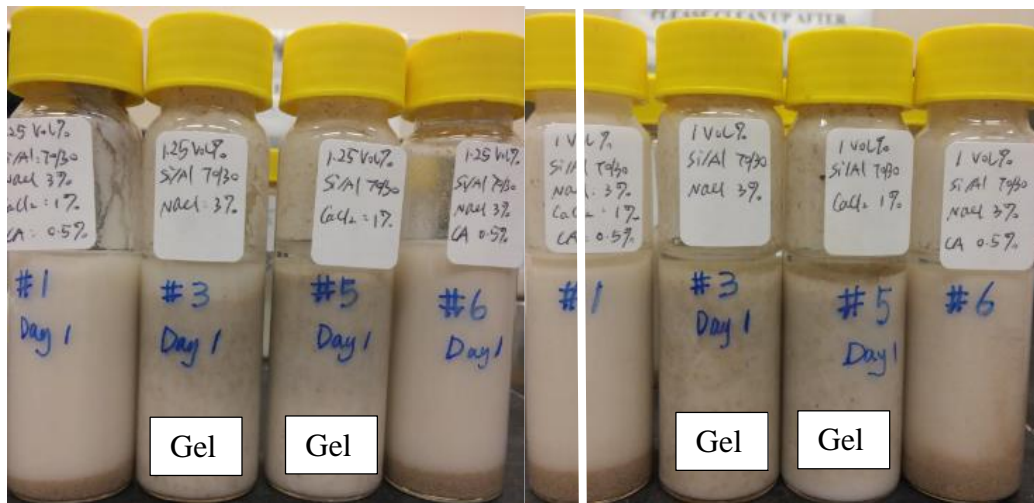 PLEASE CLEAN UP AFTER
.25 Vol%
Si/Al: 70/30
NaCl 3%
CaCl₂ = 1%
CA: 0.5%
#1
Day 1
1.25 Vol%
Si/Al 70/30
NaCl = 3%
#3
Day 1
Gel
1.25 Vol%
Si/Al 70/30
CaCl₂ = 1%
#5
Day 1
Gel
1.25 Vol%
Si/Al 70/30
NaCl 3%
CA 0.5%
#6
Day 1
1 Vol%
Si/Al 70/30
NaCl = 3%
CaCl₂ = 1%
CA = 0.5%
#1
1 Vol%
Si/Al 70/30
NaCl 3%
#3
Day 1
Gel
1 Vol%
Si/Al 70/30
CaCl₂ 1%
#5
Day 1
Gel
1 Vol%
Si/Al 70/30
NaCl 3%
CA 0.5%
#6